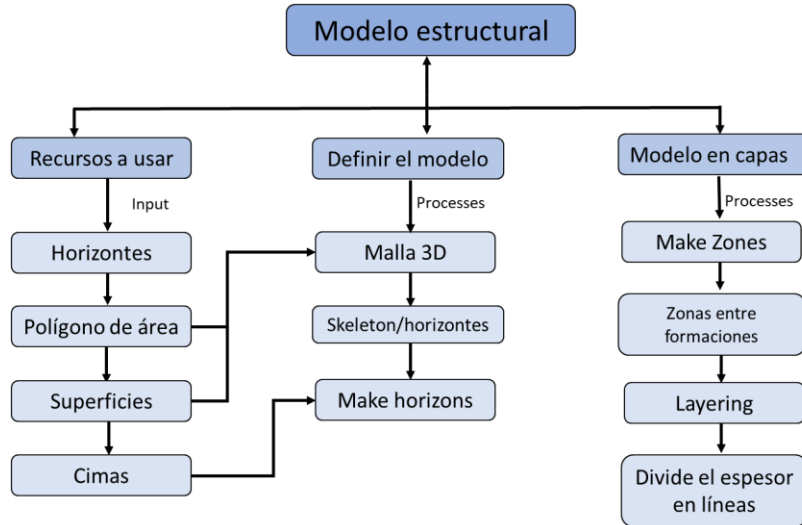 Modelo estructural
Recursos a usar
Definir el modelo
Modelo en capas
Input
Processes
Processes
Horizontes
Malla 3D
Make Zones
Polígono de área
Skeleton/horizontes
Zonas entre
formaciones
Superficies
Make horizons
Layering
Cimas
Divide el espesor
en líneas